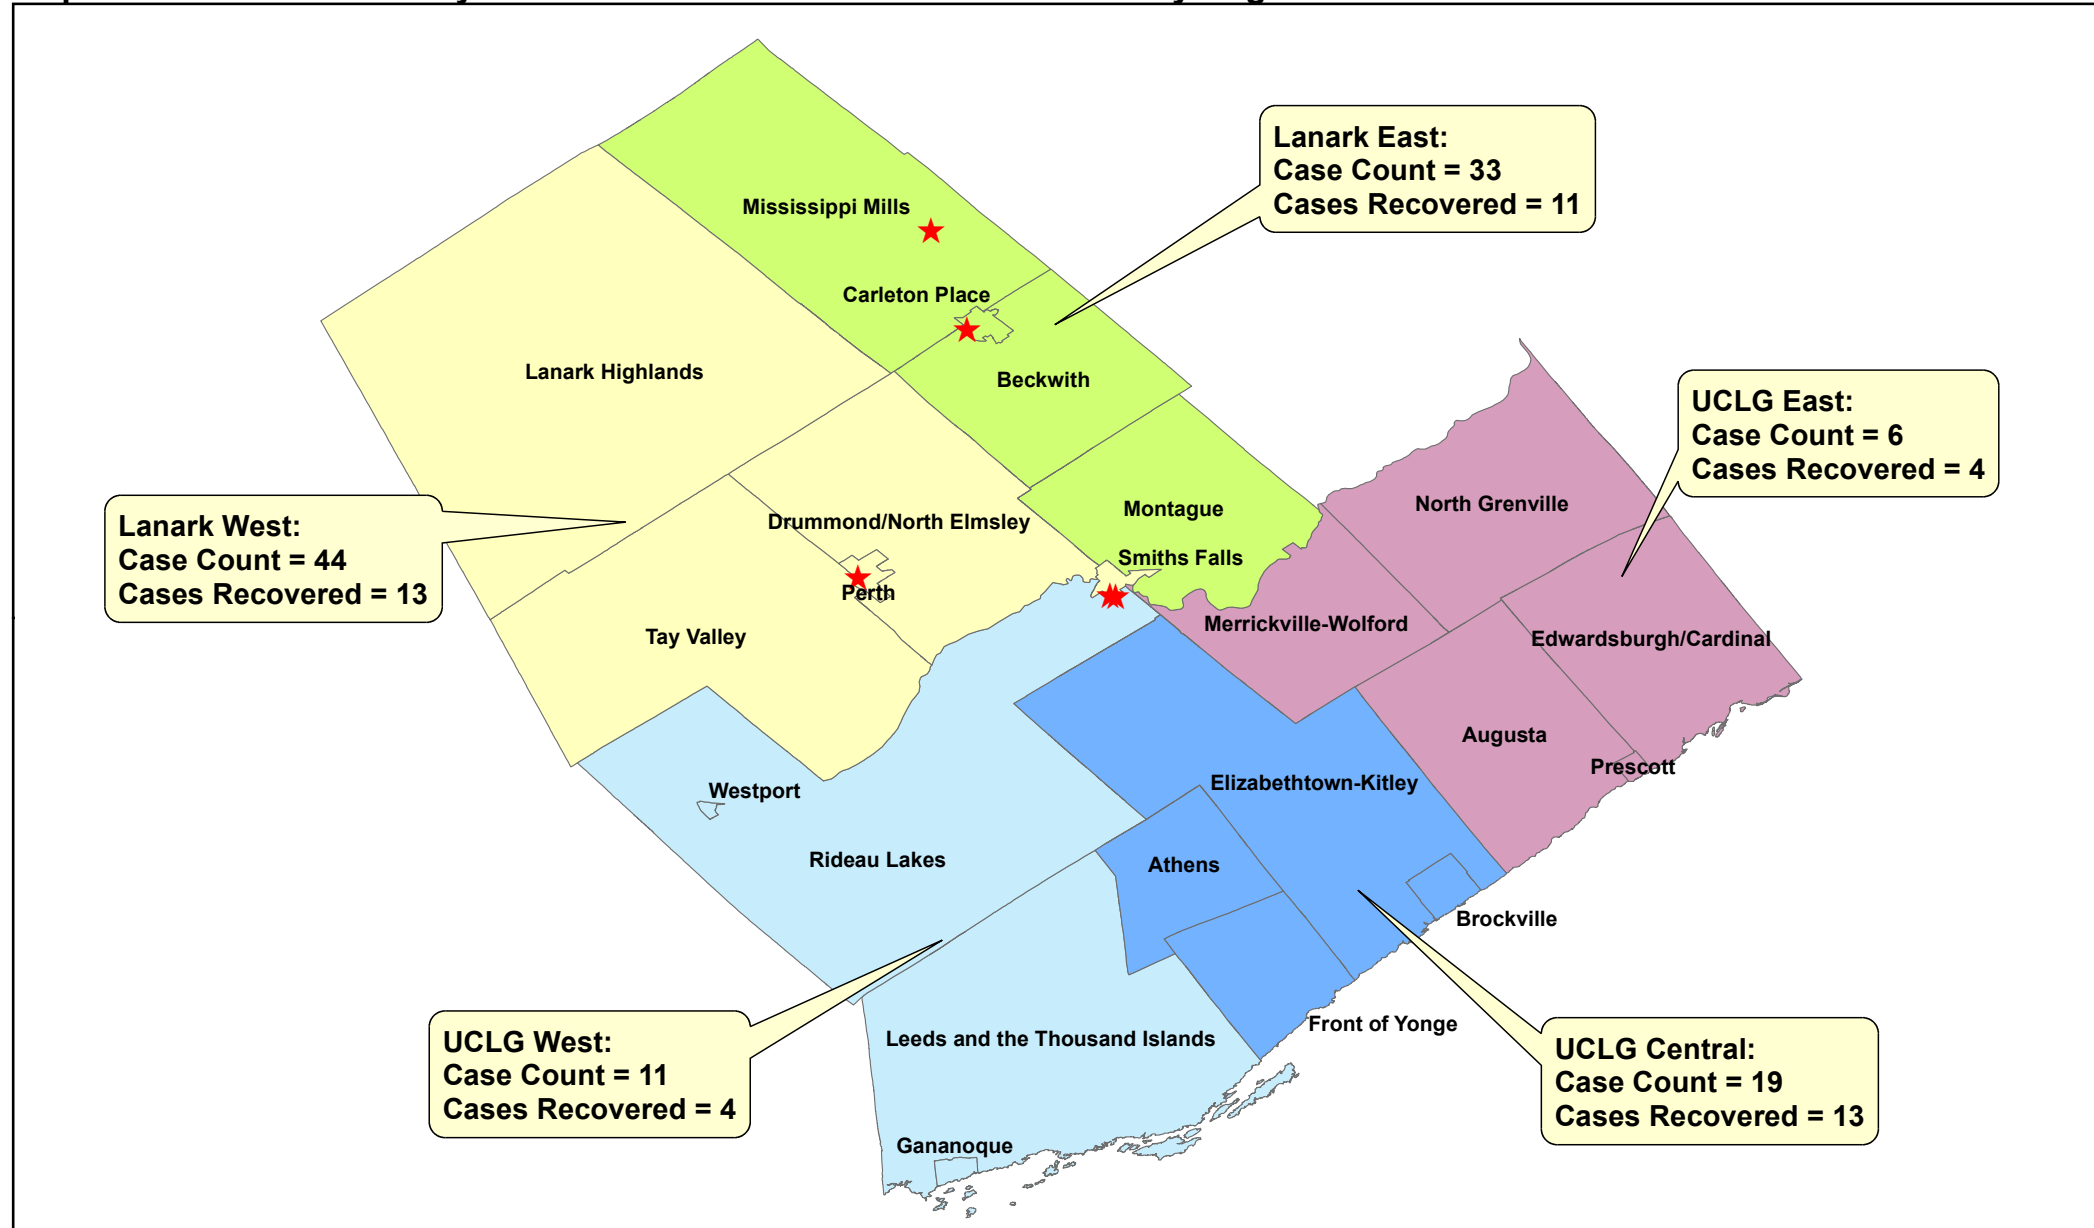 Lanark East:
Case Count = 33
Cases Recovered = 11
Mississippi Mills
Carleton Place
Lanark Highlands
Beckwith
UCLG East:
Case Count = 6
Cases Recovered = 4
North Grenville
Montague
Lanark West:
Case Count = 44
Cases Recovered = 13
Drummond/North Elmsley
Smiths Falls
Perth
Merrickville-Wolford
Tay Valley
Edwardsburgh/Cardinal
Augusta
Prescott
Elizabethtown-Kitley
Westport
Rideau Lakes
Athens
Brockville
Front of Yonge
Leeds and the Thousand Islands
UCLG West:
Case Count = 11
Cases Recovered = 4
UCLG Central:
Case Count = 19
Cases Recovered = 13
Gananoque